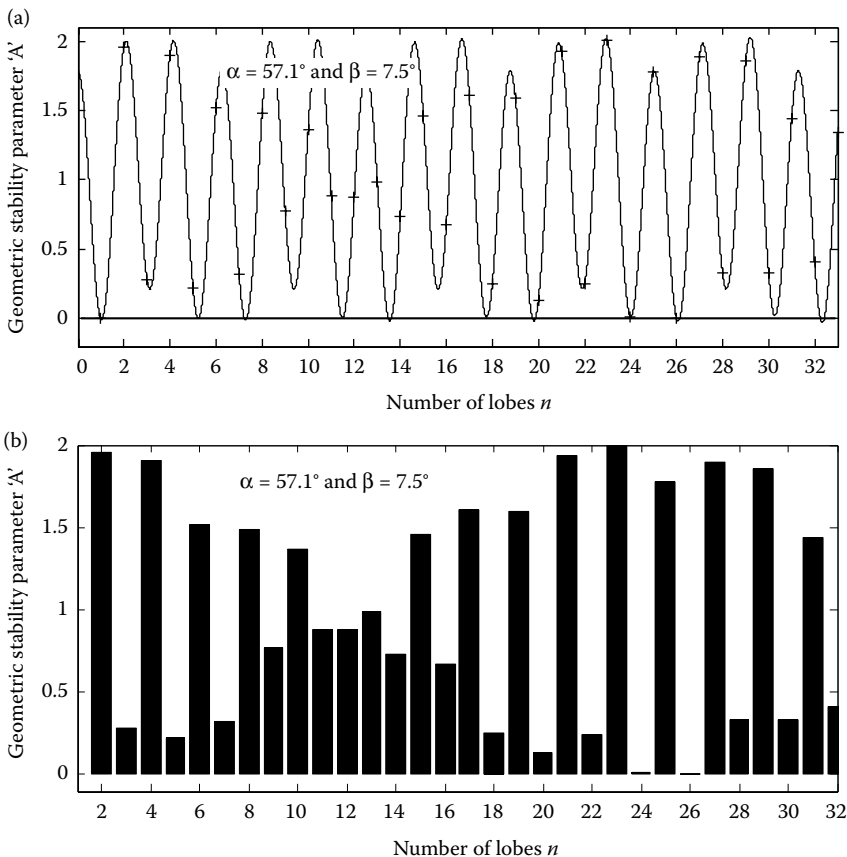 (a)
Geometric stability parameter ‘A’
2
1.5
1
0.5
0
α = 57.1° and β = 7.5°
0 2 4 6 8 10 12 14 16 18 20 22 24 26 28 30 32
Number of lobes n
(b)
Geometric stability parameter ‘A’
2
1.5
1
0.5
0
α = 57.1° and β = 7.5°
2 4 6 8 10 12 14 16 18 20 22 24 26 28 30 32
Number of lobes n